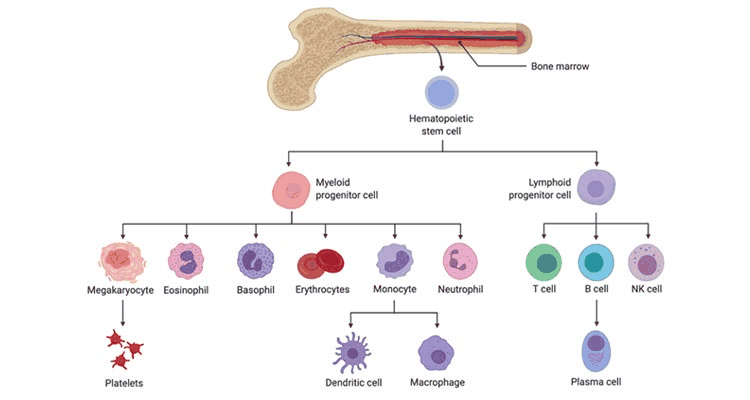 Bone marrow
Hematopoietic
stem cell
Myeloid
progenitor cell
Lymphoid
progenitor cell
Megakaryocyte
Eosinophil
Basophil
Erythrocytes
Monocyte
Neutrophil
T cell
B cell
NK cell
Platelets
Dendritic cell
Macrophage
Plasma cell